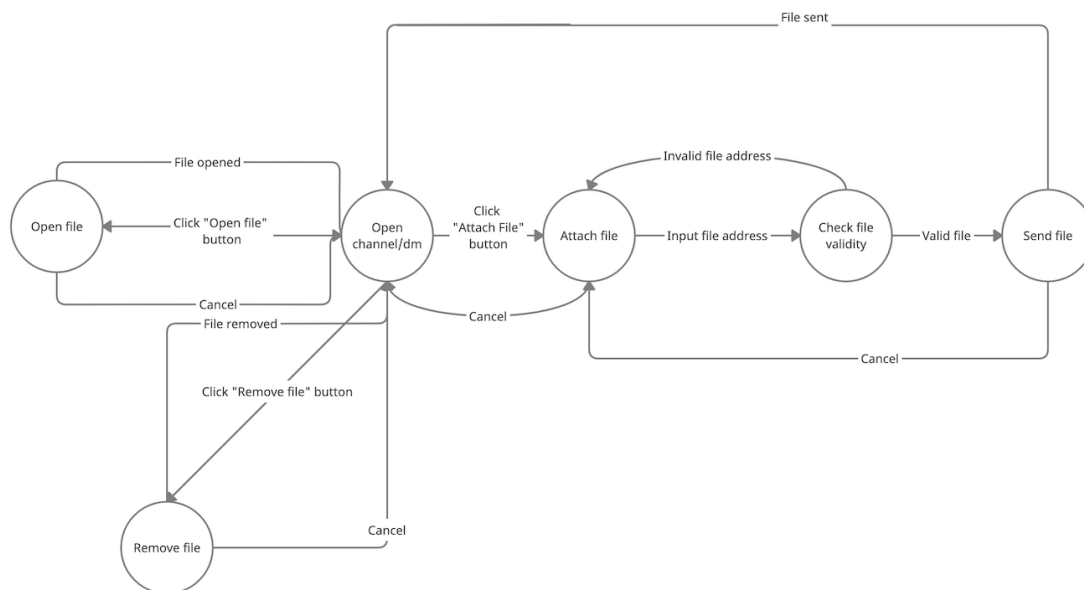 File sent
File opened
Invalid file address
Open file
Click "Open file"
button
Open
channel/dm
Click
"Attach File"
button
Attach file
Input file address
Check file
validity
Valid file
Send file
Cancel
File removed
Cancel
Cancel
Click "Remove file" button
Cancel
Remove file